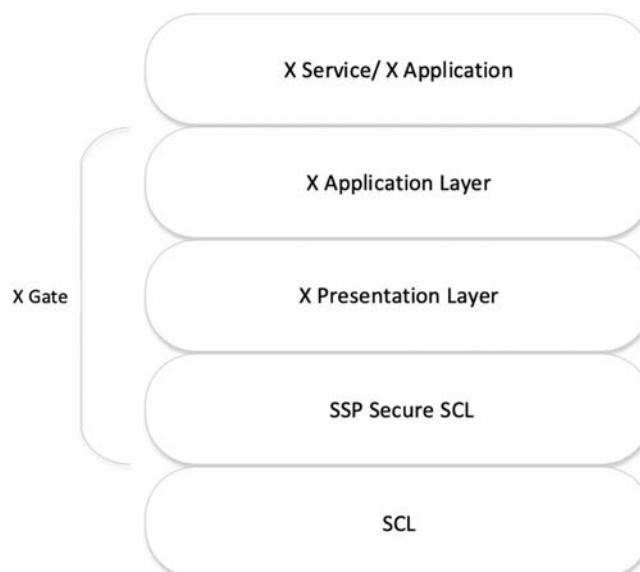 X Service/ X Application
X Application Layer
X Gate
X Presentation Layer
SSP Secure SCL
SCL